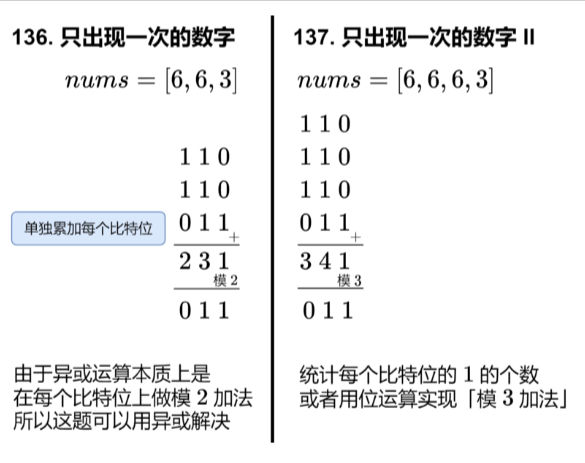 136. 只出现一次的数字
nums = [6, 6, 3]
1 1 0
1 1 0
单独累加每个比特位
0 1 1
+
2 3 1
模 2
0 1 1
由于异或运算本质上是
在每个比特位上做模 2 加法
所以这题可以用异或解决
137. 只出现一次的数字 II
nums = [6, 6, 6, 3]
1 1 0
1 1 0
1 1 0
0 1 1
+
3 4 1
模 3
0 1 1
统计每个比特位的 1 的个数
或者用位运算实现「模 3 加法」